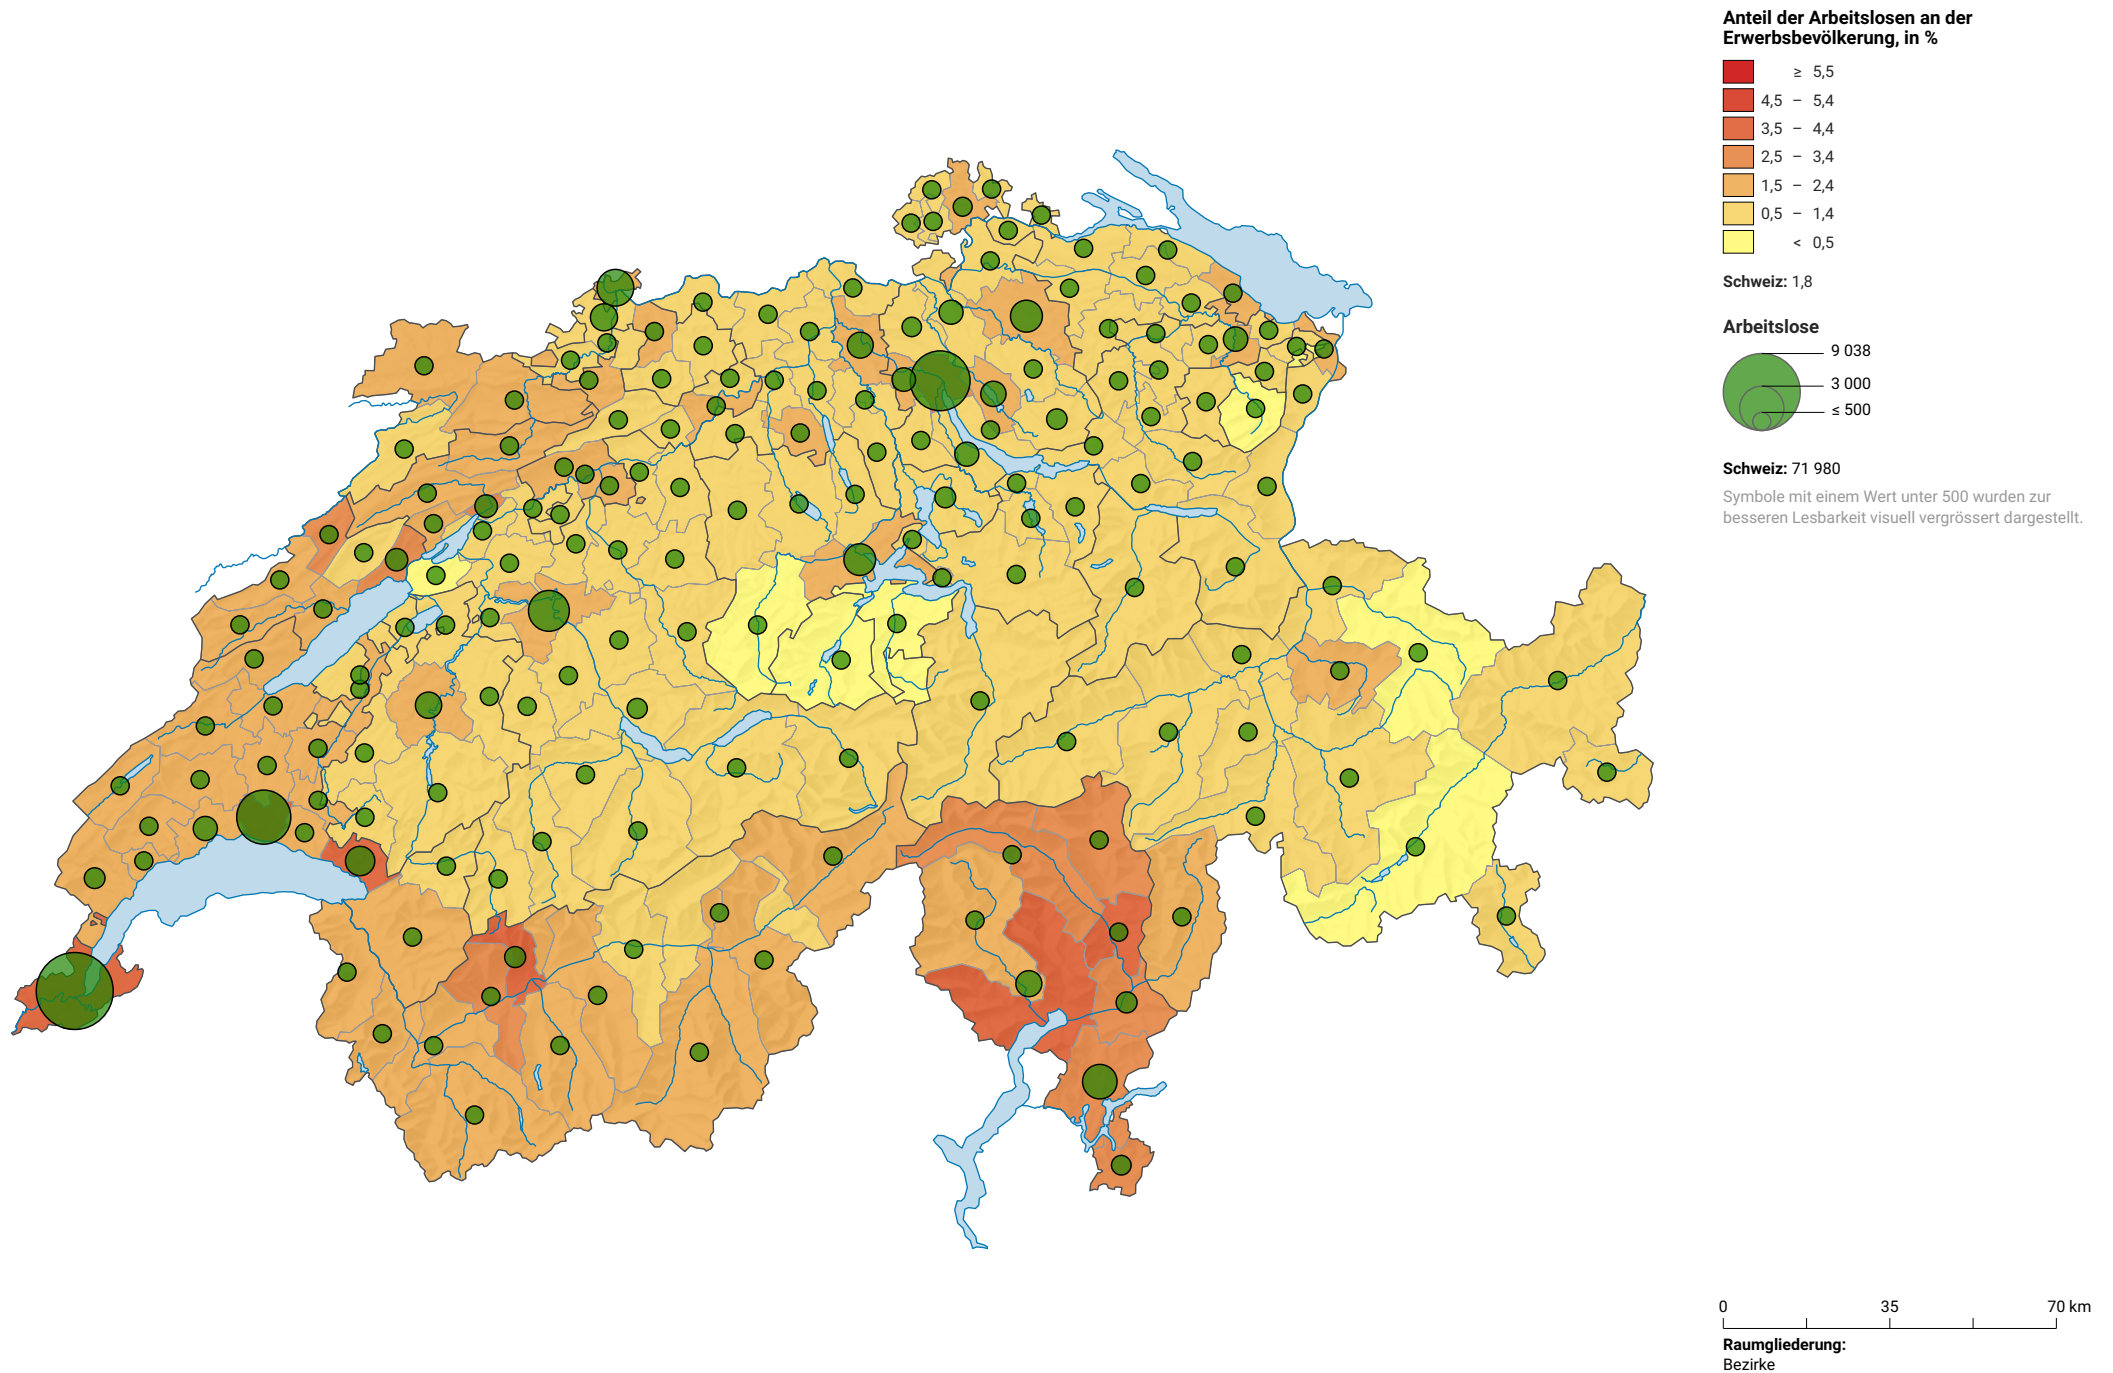 Anteil der Arbeitslosen an der
Erwerbsbevölkerung, in %
≥ 5,5
4,5 – 5,4
3,5 – 4,4
2,5 – 3,4
1,5 – 2,4
0,5 – 1,4
< 0,5
Schweiz: 1,8
Arbeitslose
9 038
3 000
≤ 500
Schweiz: 71 980
Symbole mit einem Wert unter 500 wurden zur
besseren Lesbarkeit visuell vergrössert dargestellt.
0 35 70 km
Raumgliederung:
Bezirke